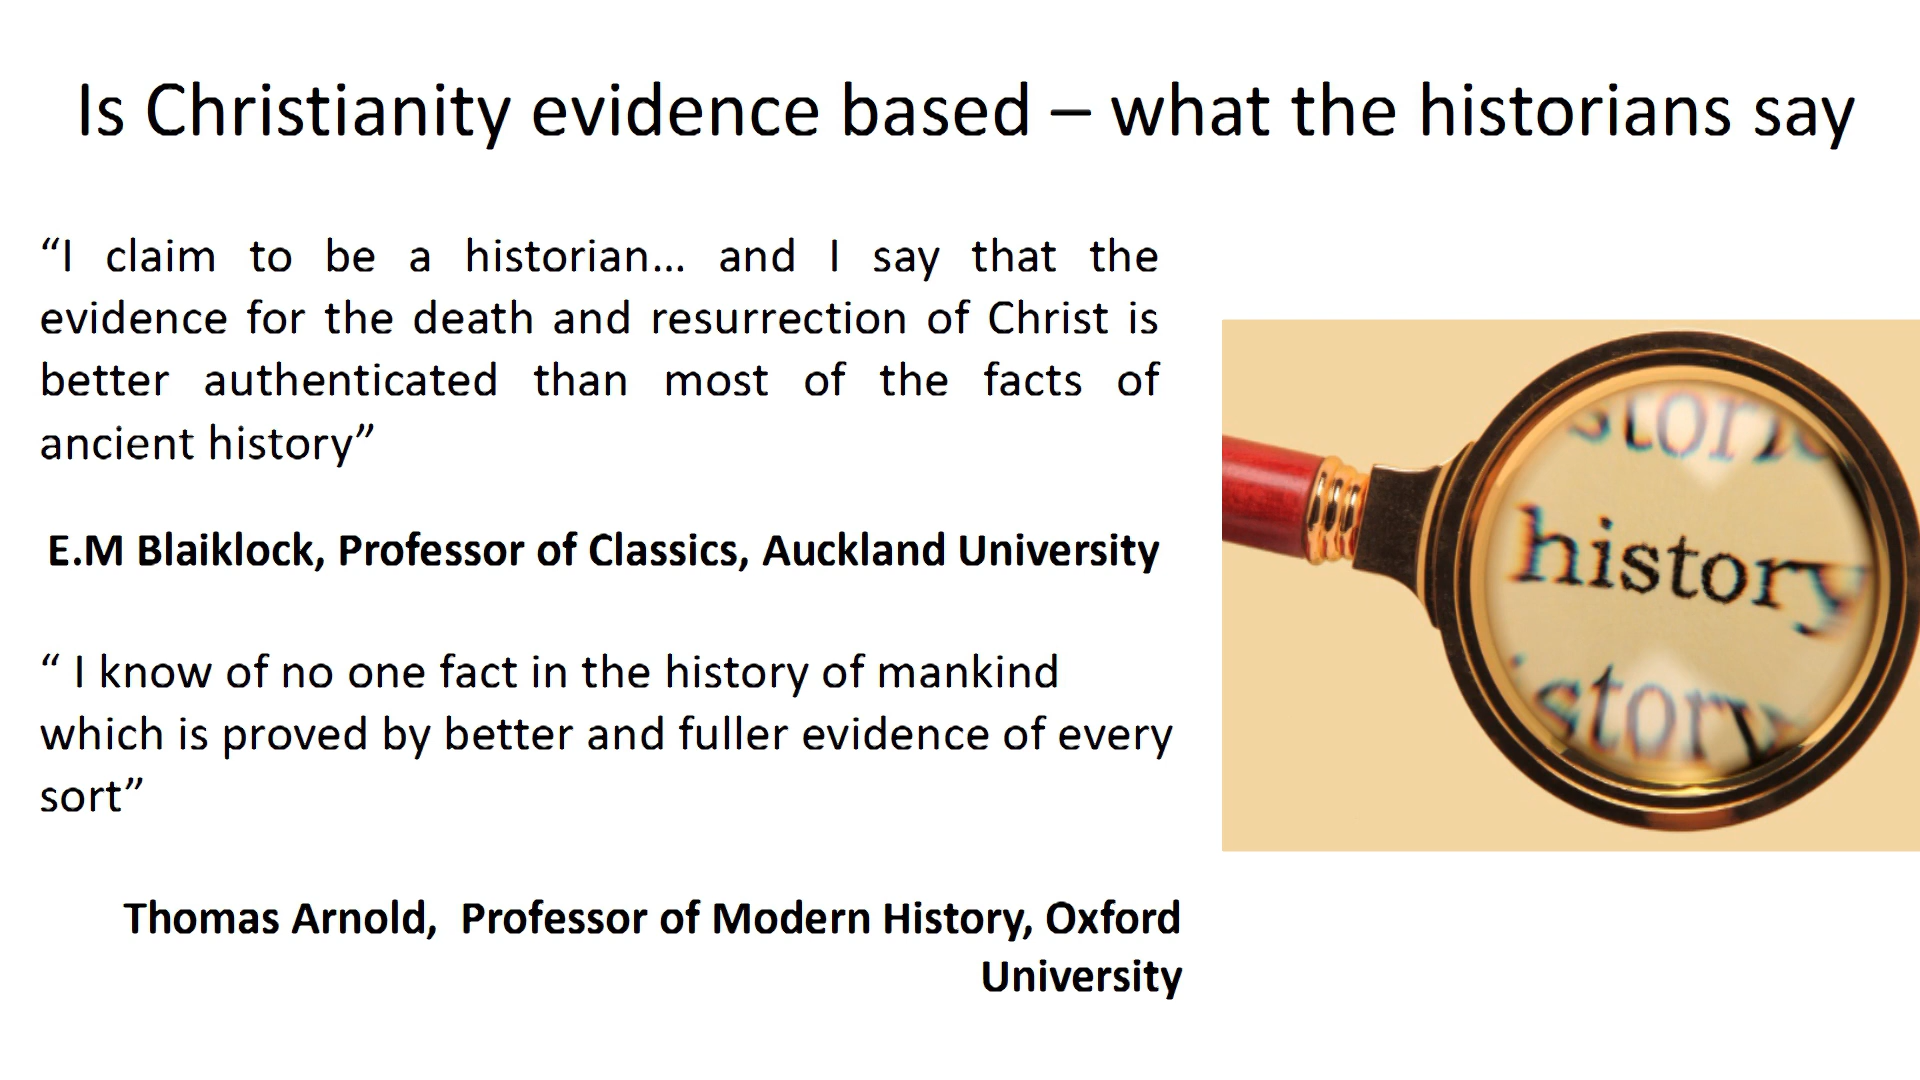 Is Christianity evidence based – what the historians say
“I claim to be a historian... and I say that the
evidence for the death and resurrection of Christ is
better authenticated than most of the facts of
ancient history”
E.M Blaiklock, Professor of Classics, Auckland University
“ I know of no one fact in the history of mankind
which is proved by better and fuller evidence of every
sort”
Thomas Arnold,  Professor of Modern History, Oxford
University
history